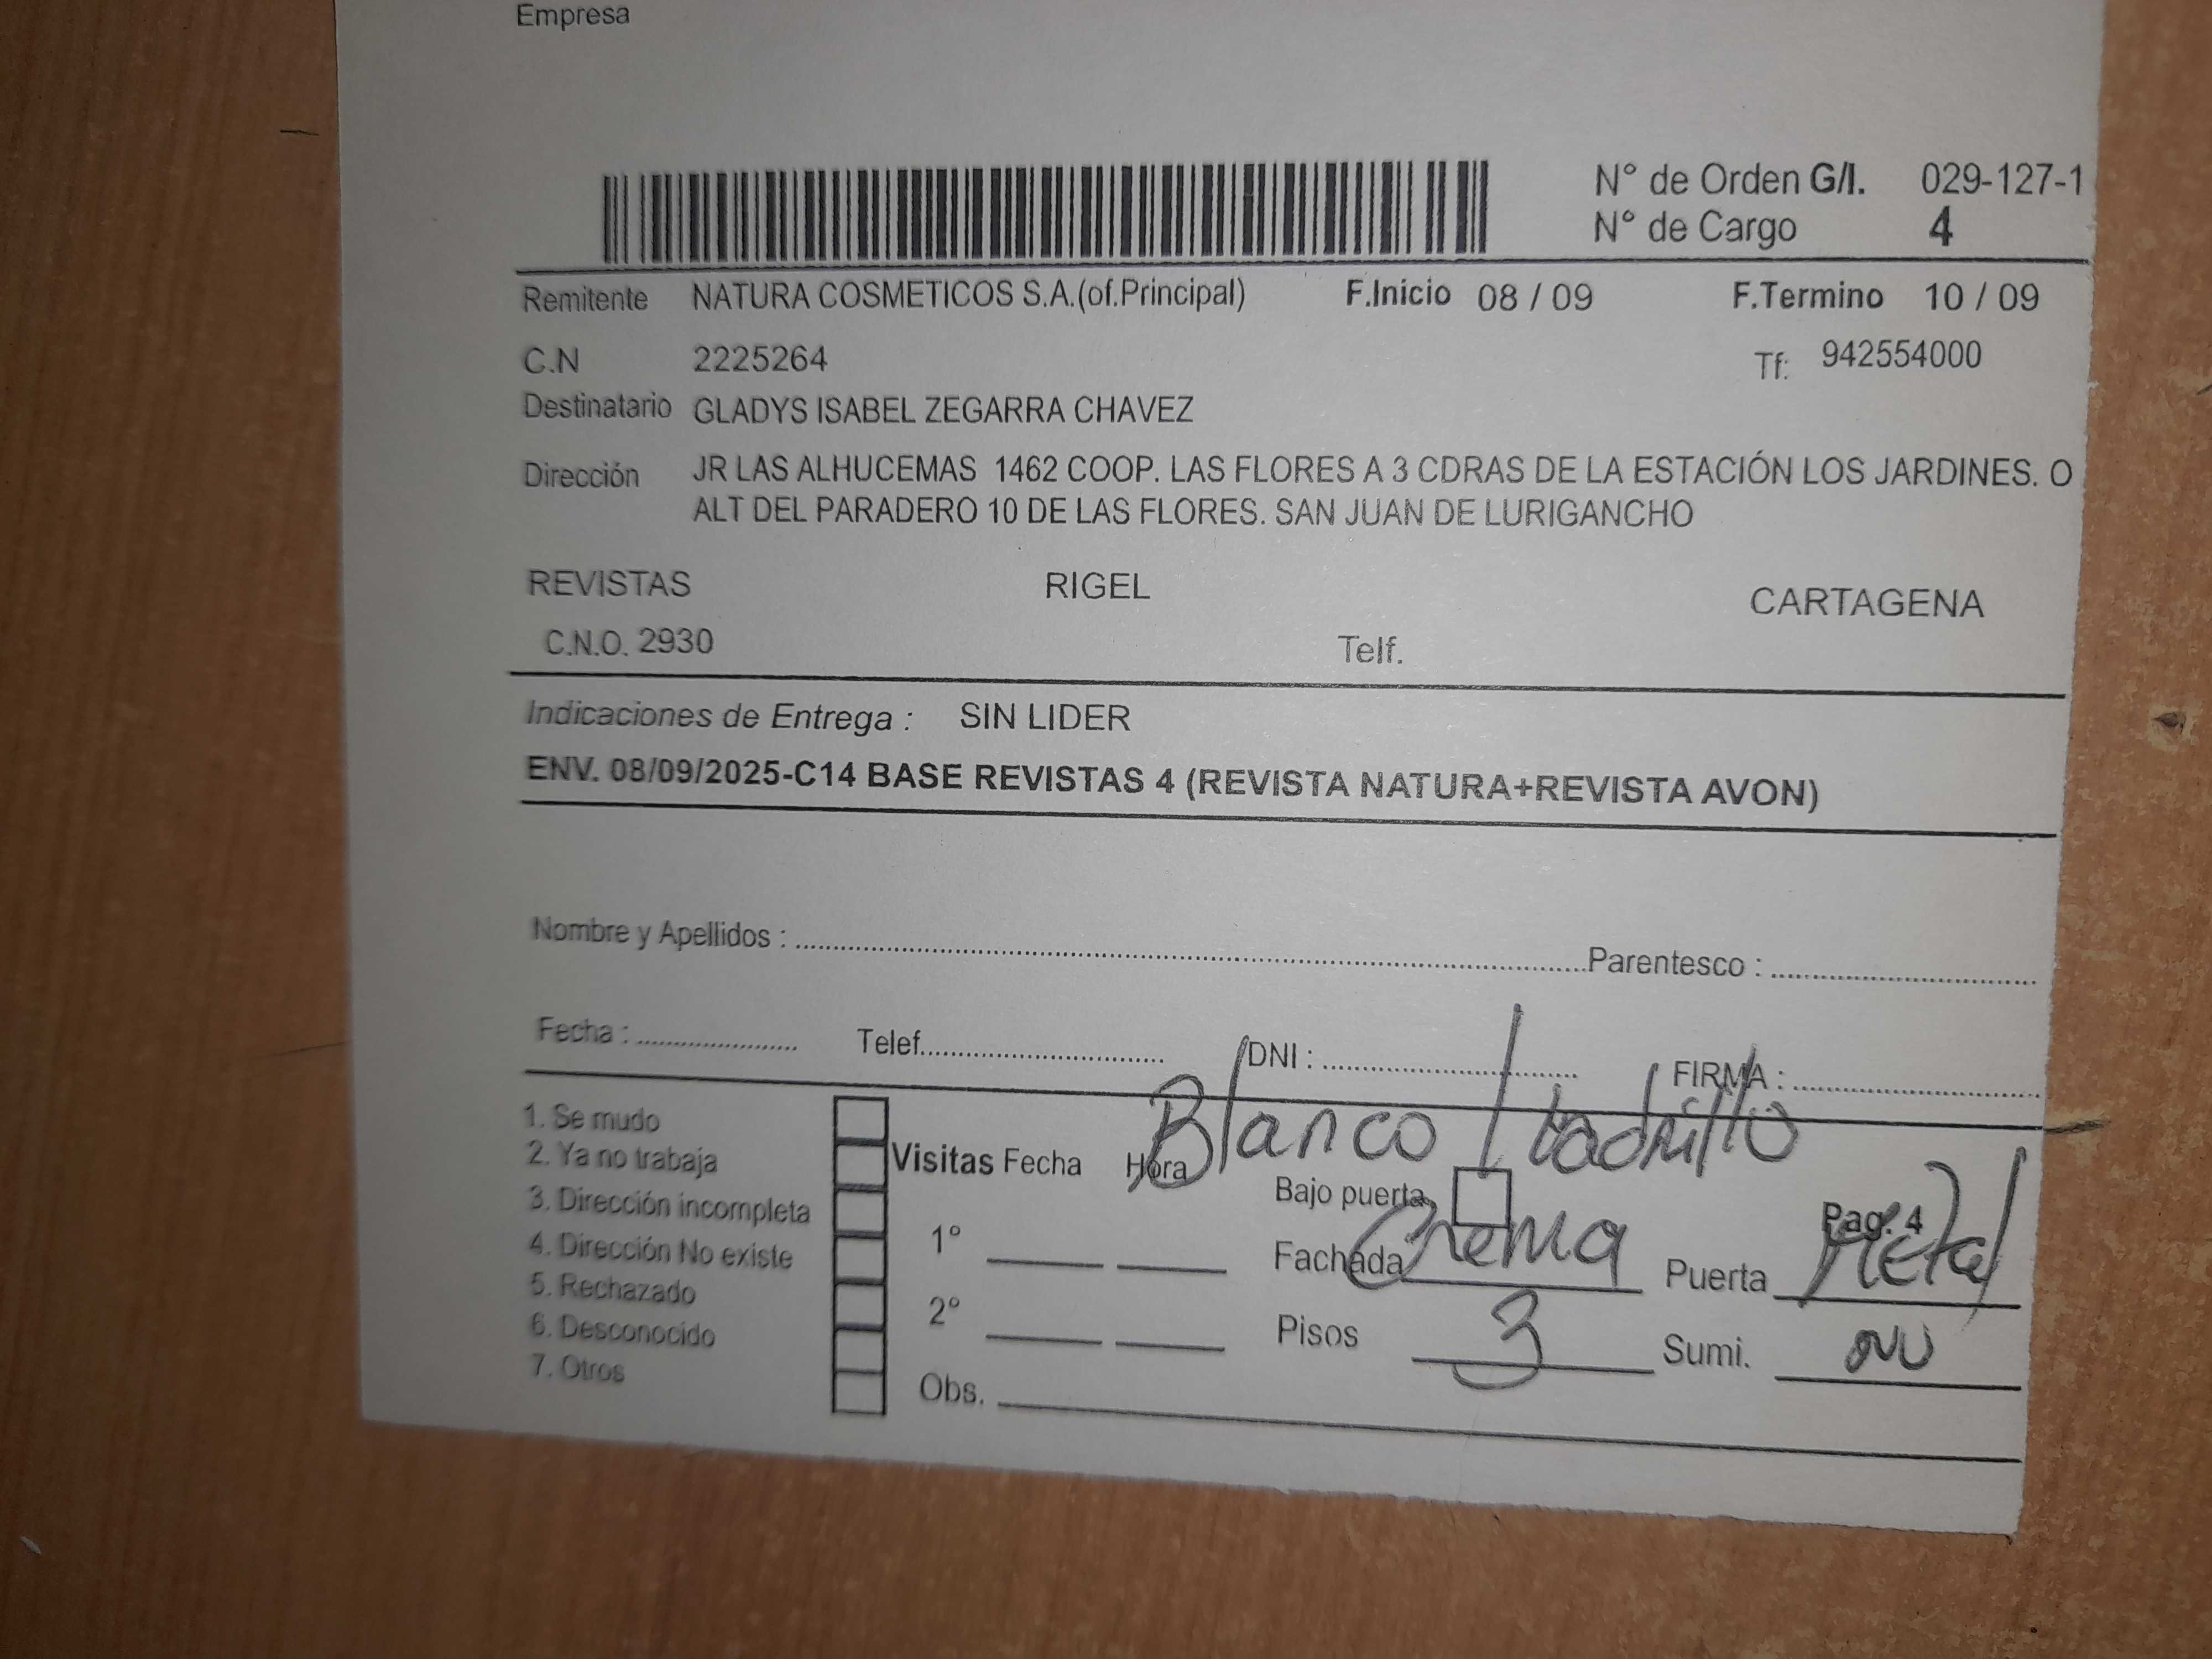 Empresa
N° de Orden G/I. 029-127-1
N° de Cargo 4
Remitente NATURA COSMETICOS S.A.(of.Principal) F.Inicio 08 / 09 F.Termino 10 / 09
C.N 2225264 Tf: 942554000
Destinatario GLADYS ISABEL ZEGARRA CHAVEZ
Dirección JR LAS ALHUCEMAS 1462 COOP. LAS FLORES A 3 CDRAS DE LA ESTACIÓN LOS JARDINES. O
ALT DEL PARADERO 10 DE LAS FLORES. SAN JUAN DE LURIGANCHO
REVISTAS RIGEL CARTAGENA
C.N.O. 2930 Telf.
Indicaciones de Entrega : SIN LIDER
ENV. 08/09/2025-C14 BASE REVISTAS 4 (REVISTA NATURA+REVISTA AVON)
Nombre y Apellidos : Parentesco :
Fecha : Telef. DNI : FIRMA :
Blanco / Ladrillo
1. Se mudo
2. Ya no trabaja
3. Dirección incompleta
4. Dirección No existe
5. Rechazado
6. Desconocido
7. Otros
Visitas Fecha Hora
1°
2°
Obs.
Bajo puerta Pag. 4
Fachada Crema Puerta Metal
Pisos 3 Sumi. NO